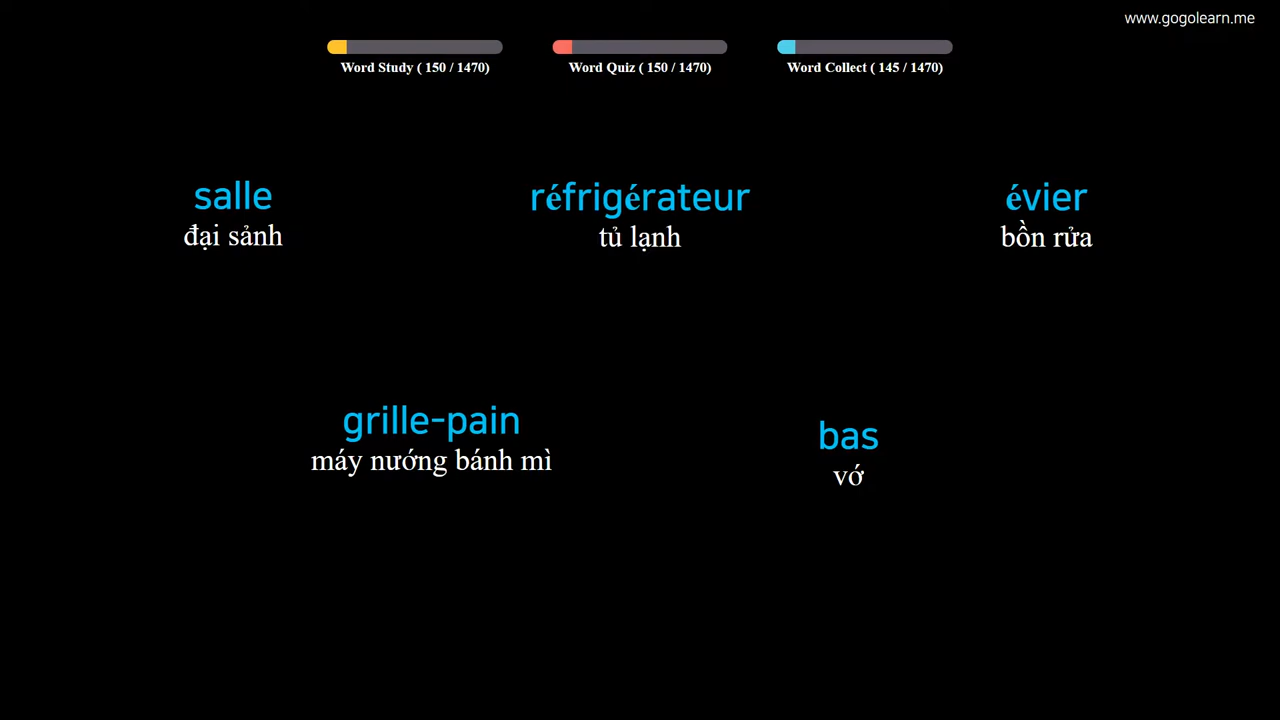 www.gogolearn.me
Word Study ( 150 / 1470)
Word Quiz ( 150 / 1470)
Word Collect ( 145 / 1470)
salle
đại sảnh
réfrigérateur
tủ lạnh
évier
bồn rửa
grille-pain
máy nướng bánh mì
bas
vớ